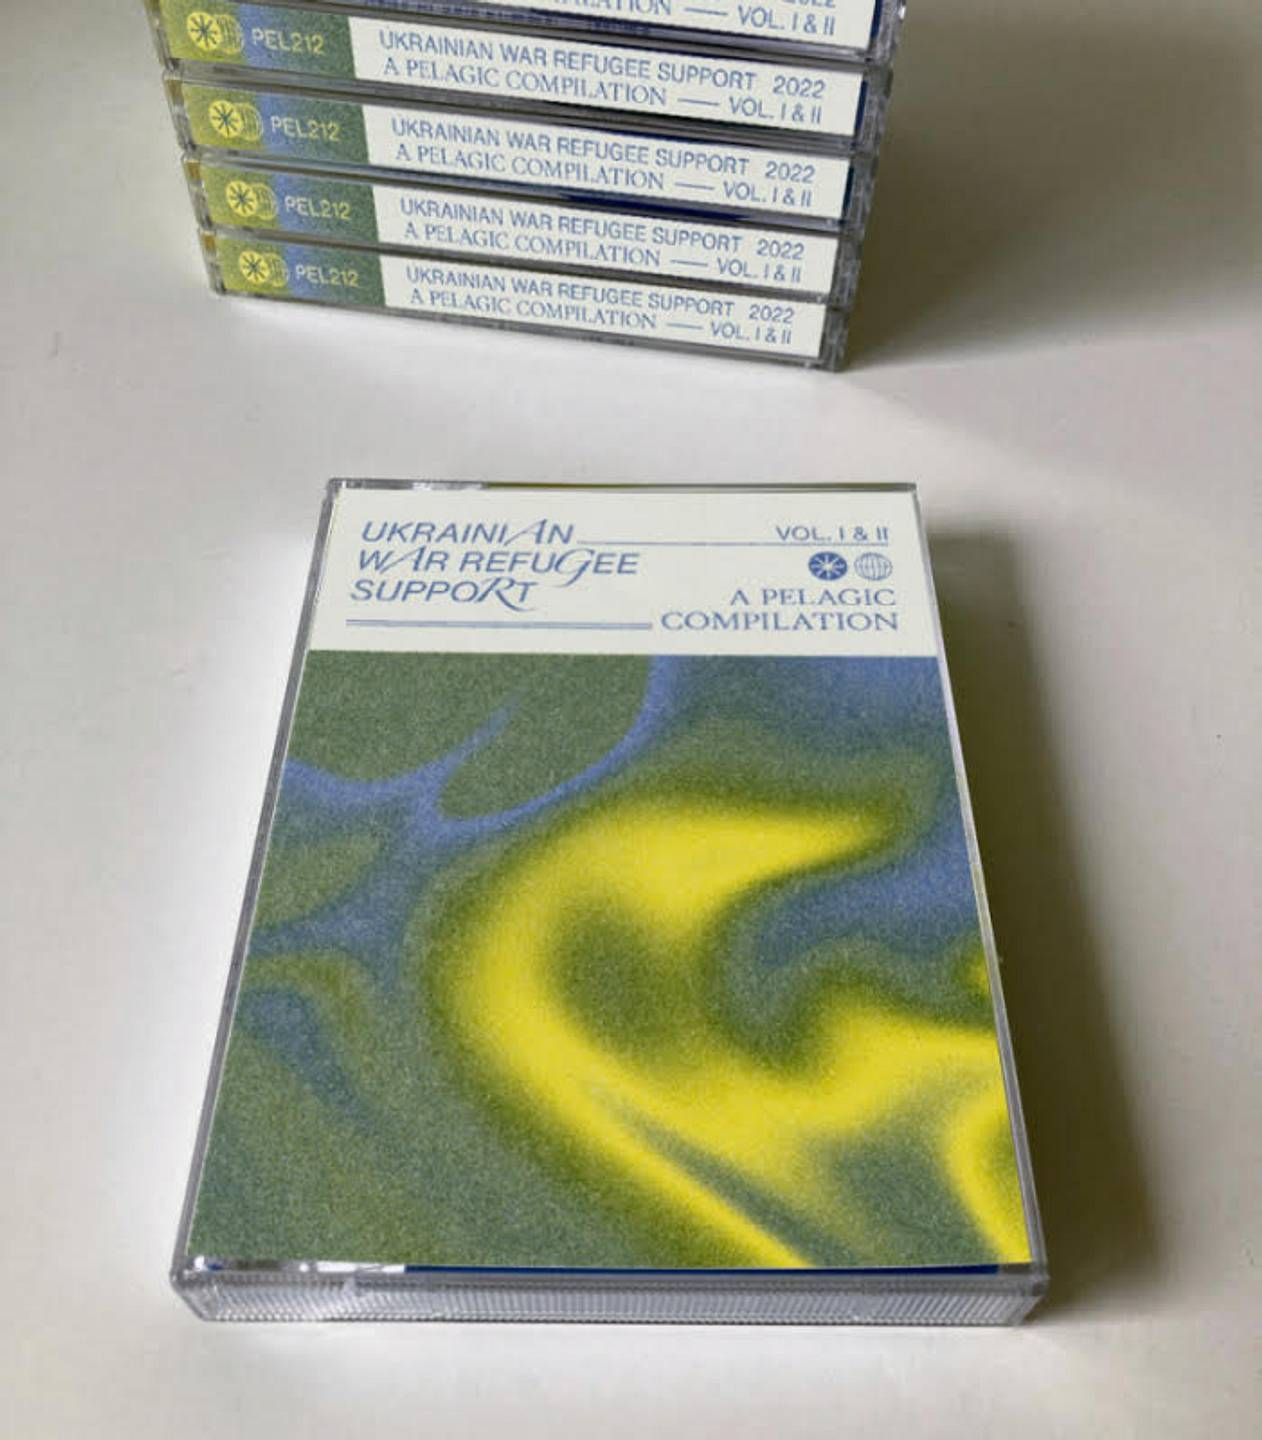 VOL. I & II
PEL212
UKRAINIAN WAR REFUGEE SUPPORT 2022
A PELAGIC COMPILATION — VOL. I & II
PEL212
UKRAINIAN WAR REFUGEE SUPPORT 2022
A PELAGIC COMPILATION — VOL. I & II
PEL212
UKRAINIAN WAR REFUGEE SUPPORT 2022
A PELAGIC COMPILATION — VOL. I & II
PEL212
UKRAINIAN WAR REFUGEE SUPPORT 2022
A PELAGIC COMPILATION — VOL. I & II
UKRAINIAN
WAR REFUGEE
SUPPORT
VOL. I & II
A PELAGIC
COMPILATION